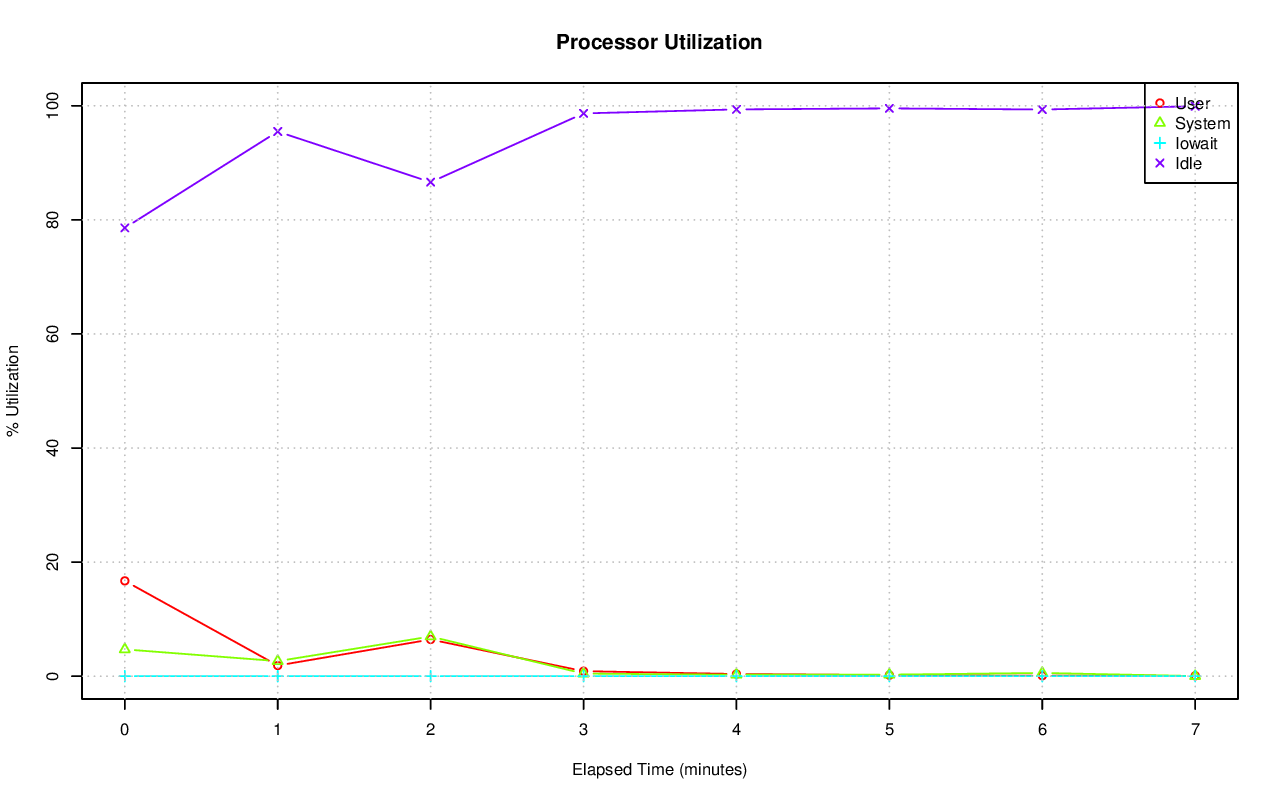 Processor Utilization
100
80
60
40
20
0
% Utilization
User
System
Iowait
Idle
0 1 2 3 4 5 6 7
Elapsed Time (minutes)